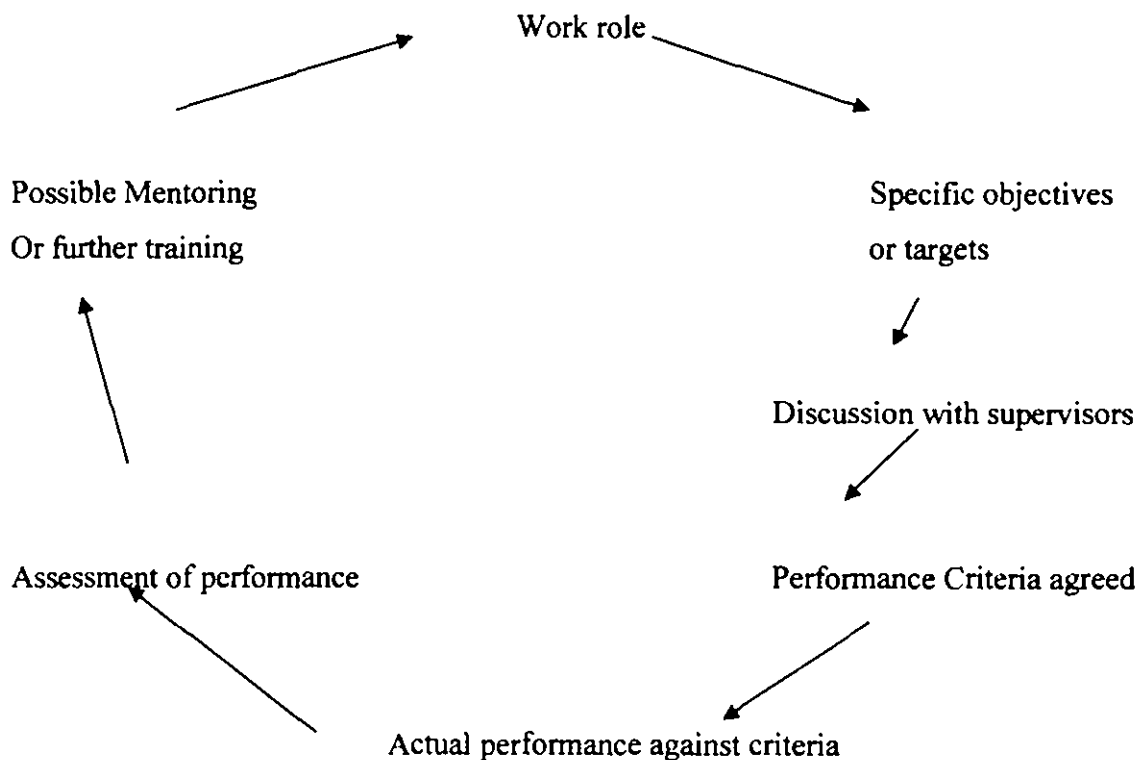 Work role
Possible Mentoring
Or further training
Specific objectives
or targets
Discussion with supervisors
Assessment of performance
Performance Criteria agreed
Actual performance against criteria